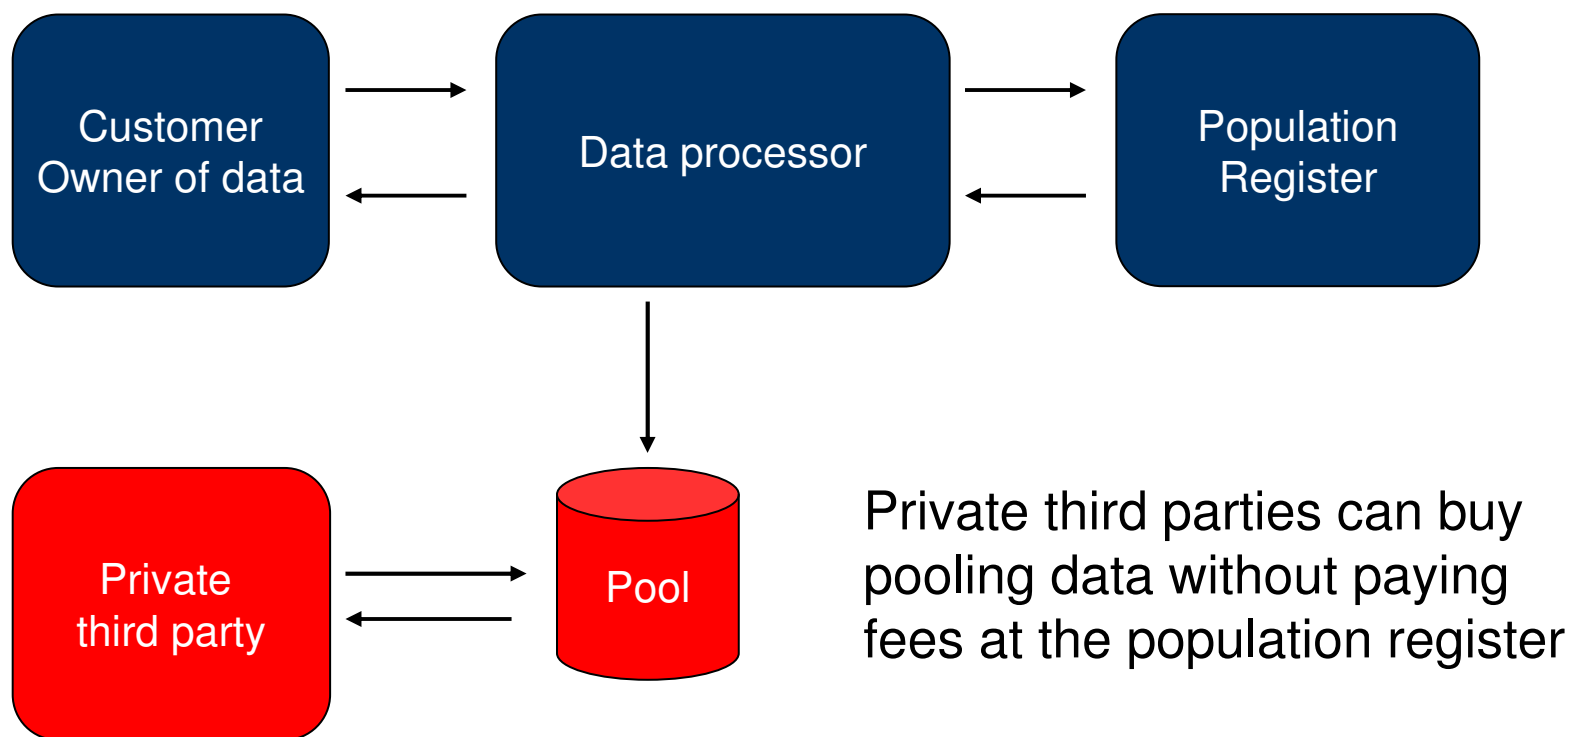 Customer
Owner of data
Data processor
Population
Register
Private
third party
Pool
Private third parties can buy
pooling data without paying
fees at the population register